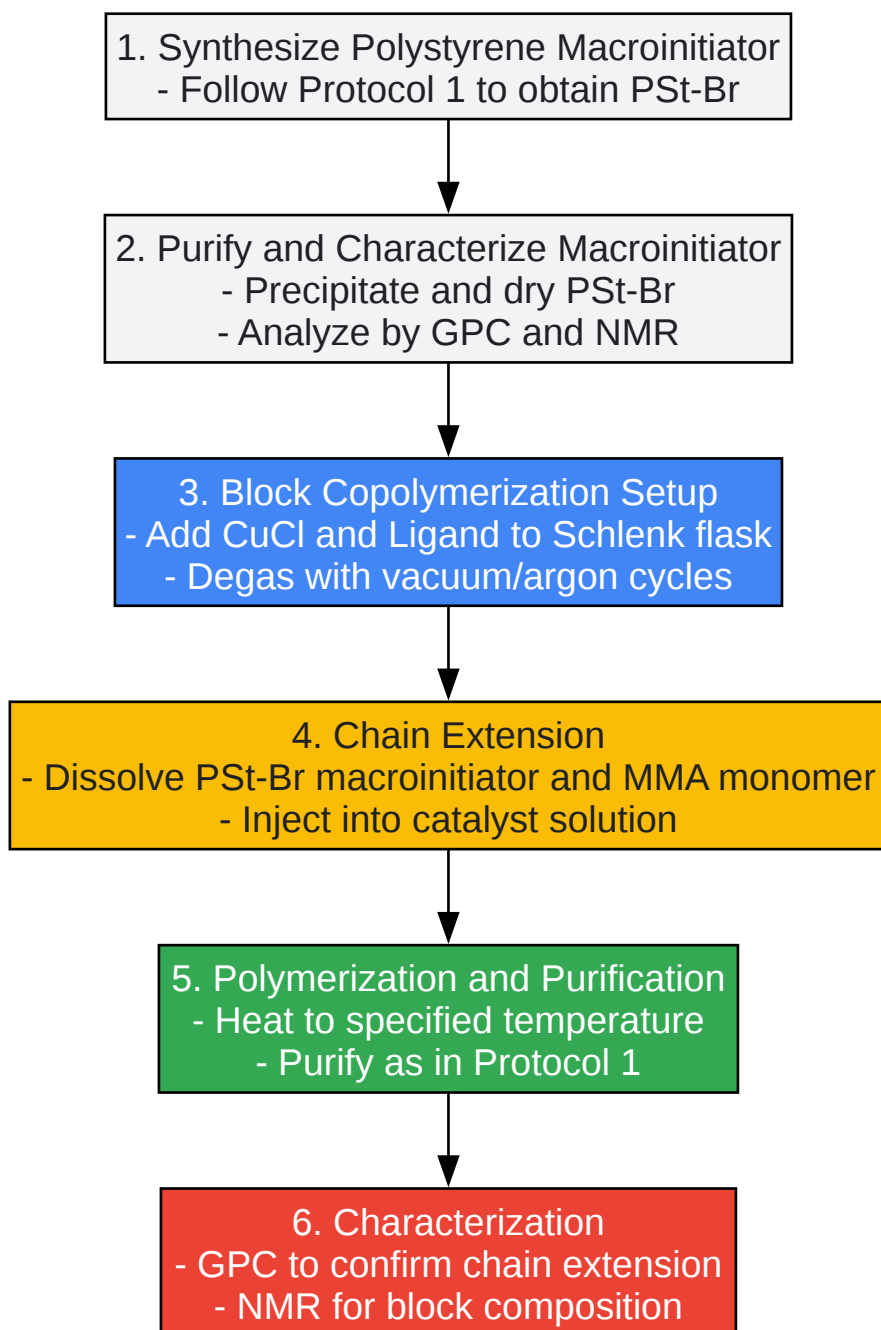 1. Synthesize Polystyrene Macroinitiator
- Follow Protocol 1 to obtain PSt-Br
2. Purify and Characterize Macroinitiator
- Precipitate and dry PSt-Br
- Analyze by GPC and NMR
3. Block Copolymerization Setup
- Add CuCl and Ligand to Schlenk flask
- Degas with vacuum/argon cycles
4. Chain Extension
- Dissolve PSt-Br macroinitiator and MMA monomer
- Inject into catalyst solution
5. Polymerization and Purification
- Heat to specified temperature
- Purify as in Protocol 1
6. Characterization
- GPC to confirm chain extension
- NMR for block composition